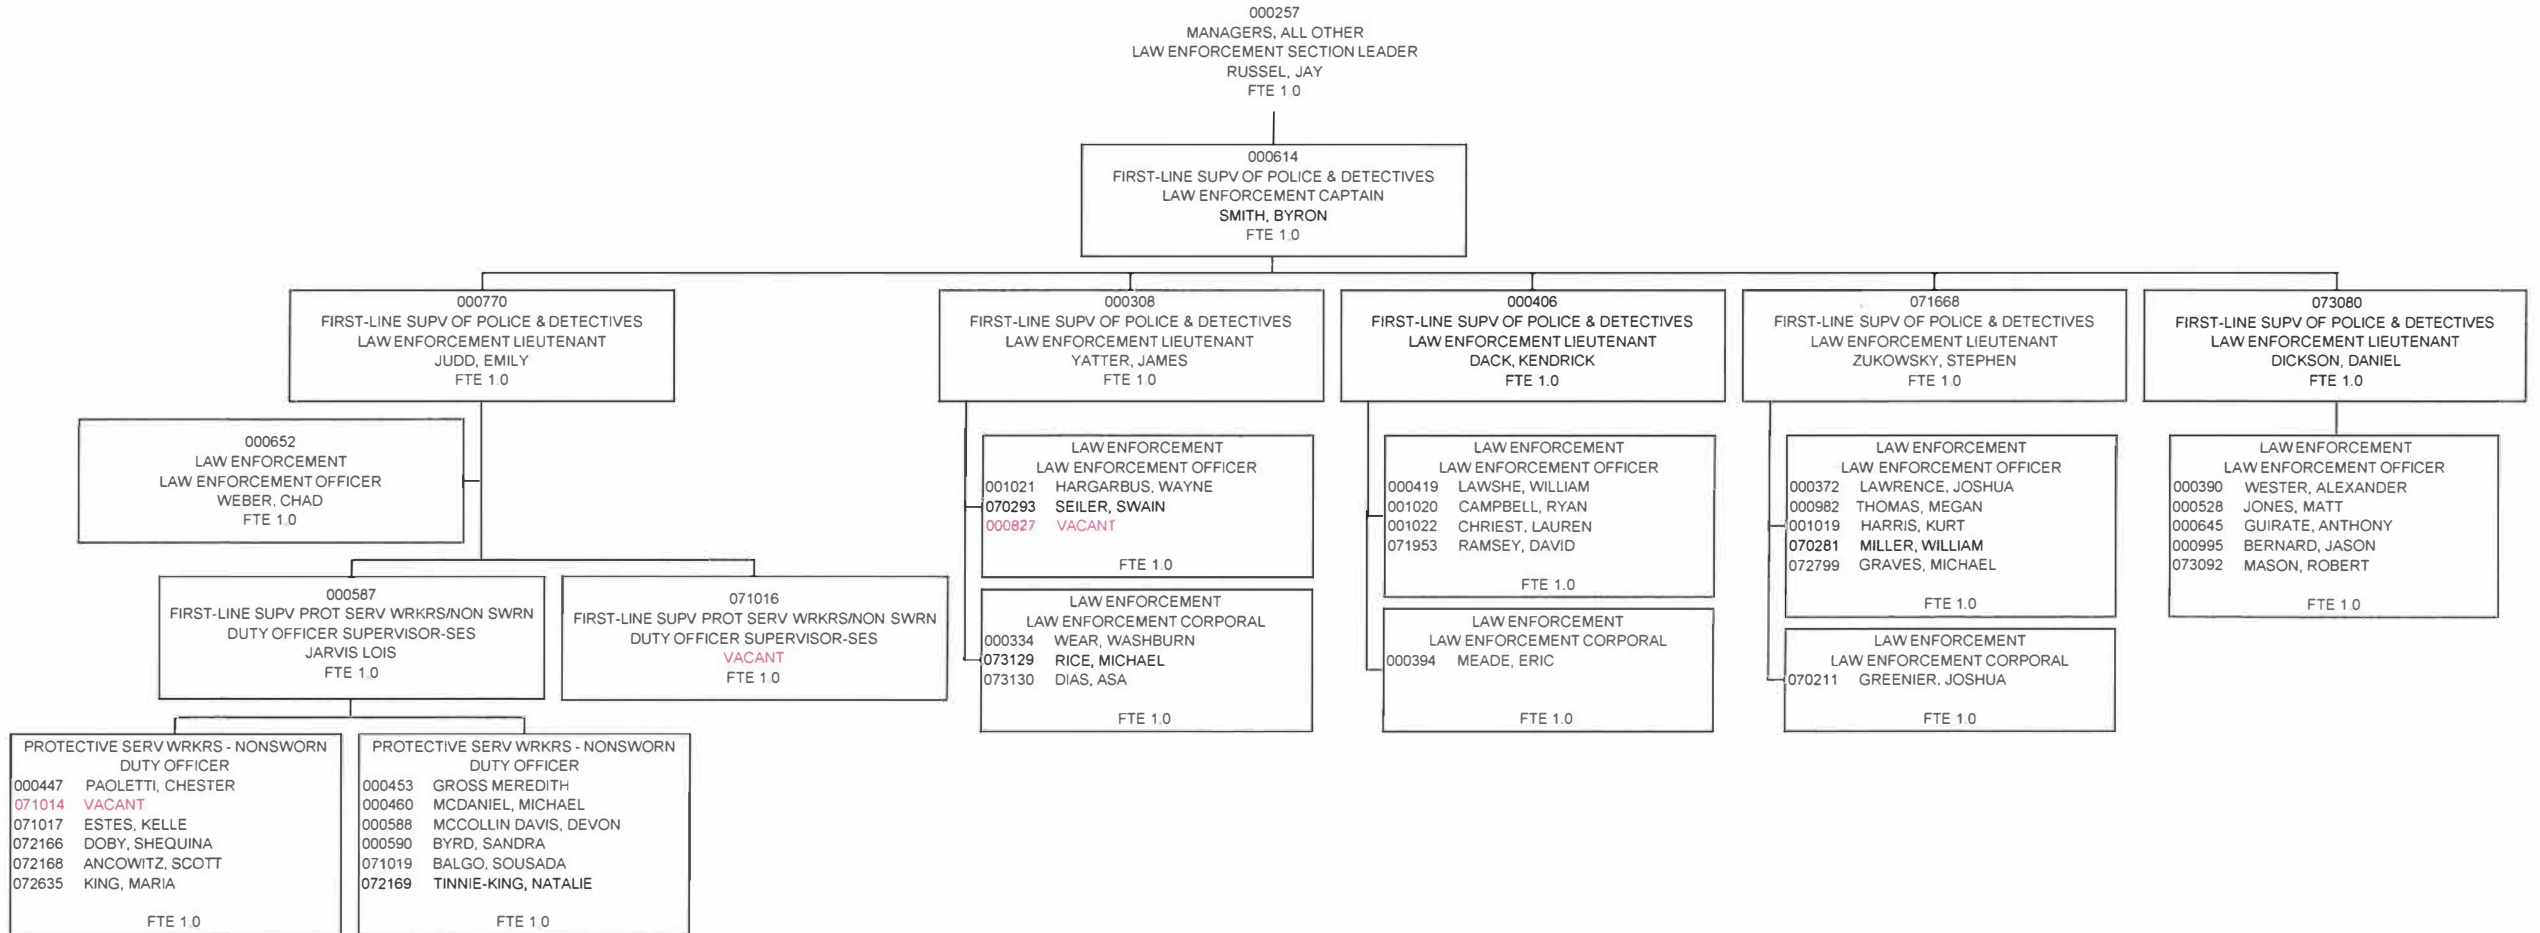 000257
MANAGERS, ALL OTHER
LAW ENFORCEMENT SECTION LEADER
RUSSEL, JAY
FTE 1.0
000614
FIRST-LINE SUPV OF POLICE & DETECTIVES
LAW ENFORCEMENT CAPTAIN
SMITH, BYRON
FTE 1.0
000770
FIRST-LINE SUPV OF POLICE & DETECTIVES
LAW ENFORCEMENT LIEUTENANT
JUDD, EMILY
FTE 1.0
000308
FIRST-LINE SUPV OF POLICE & DETECTIVES
LAW ENFORCEMENT LIEUTENANT
YATTER, JAMES
FTE 1.0
000406
FIRST-LINE SUPV OF POLICE & DETECTIVES
LAW ENFORCEMENT LIEUTENANT
DACK, KENDRICK
FTE 1.0
071668
FIRST-LINE SUPV OF POLICE & DETECTIVES
LAW ENFORCEMENT LIEUTENANT
ZUKOWSKY, STEPHEN
FTE 1.0
073080
FIRST-LINE SUPV OF POLICE & DETECTIVES
LAW ENFORCEMENT LIEUTENANT
DICKSON, DANIEL
FTE 1.0
000652
LAW ENFORCEMENT
LAW ENFORCEMENT OFFICER
WEBER, CHAD
FTE 1.0
LAW ENFORCEMENT
LAW ENFORCEMENT OFFICER
001021 HARGARBUS, WAYNE
070293 SEILER, SWAIN
000827 VACANT
FTE 1.0
LAW ENFORCEMENT
LAW ENFORCEMENT OFFICER
000419 LAWSHE, WILLIAM
001020 CAMPBELL, RYAN
001022 CHRIEST, LAUREN
071953 RAMSEY, DAVID
FTE 1.0
LAW ENFORCEMENT
LAW ENFORCEMENT OFFICER
000372 LAWRENCE, JOSHUA
000982 THOMAS, MEGAN
001019 HARRIS, KURT
070281 MILLER, WILLIAM
072799 GRAVES, MICHAEL
FTE 1.0
LAW ENFORCEMENT
LAW ENFORCEMENT OFFICER
000390 WESTER, ALEXANDER
000528 JONES, MATT
000645 GUIRATE, ANTHONY
000995 BERNARD, JASON
073092 MASON, ROBERT
FTE 1.0
000587
FIRST-LINE SUPV PROT SERV WRKRS/NON SWRN
DUTY OFFICER SUPERVISOR-SES
JARVIS LOIS
FTE 1.0
071016
FIRST-LINE SUPV PROT SERV WRKRS/NON SWRN
DUTY OFFICER SUPERVISOR-SES
VACANT
FTE 1.0
LAW ENFORCEMENT
LAW ENFORCEMENT CORPORAL
000334 WEAR, WASHBURN
073129 RICE, MICHAEL
073130 DIAS, ASA
FTE 1.0
LAW ENFORCEMENT
LAW ENFORCEMENT CORPORAL
000394 MEADE, ERIC
FTE 1.0
LAW ENFORCEMENT
LAW ENFORCEMENT CORPORAL
070211 GREENIER, JOSHUA
FTE 1.0
PROTECTIVE SERV WRKRS - NONSWORN
DUTY OFFICER
000447 PAOLETTI, CHESTER
071014 VACANT
071017 ESTES, KELLE
072166 DOBY, SHEQUINA
072168 ANCOWITZ, SCOTT
072635 KING, MARIA
FTE 1.0
PROTECTIVE SERV WRKRS - NONSWORN
DUTY OFFICER
000453 GROSS MEREDITH
000460 MCDANIEL, MICHAEL
000588 MCCOLLIN DAVIS, DEVON
000590 BYRD, SANDRA
071019 BALGO, SOUSADA
072169 TINNIE-KING, NATALIE
FTE 1.0